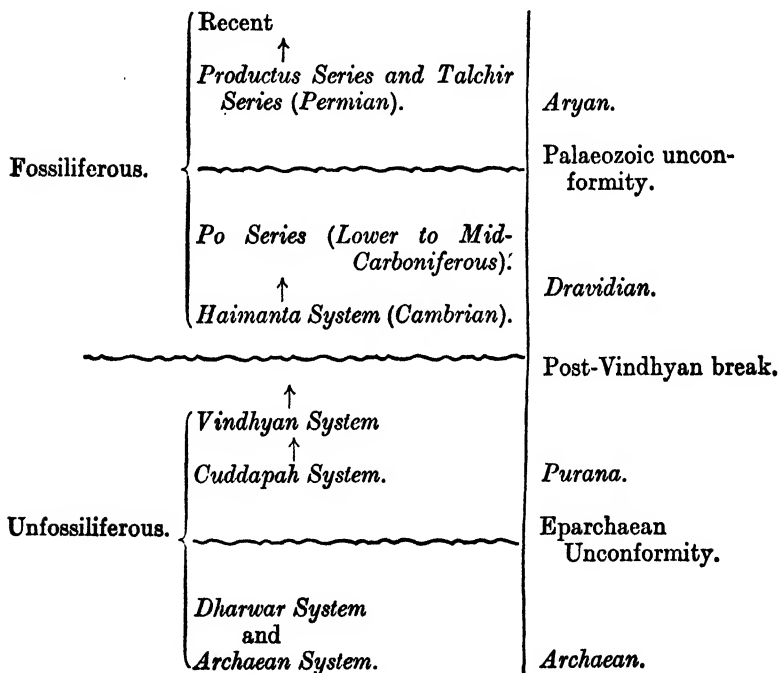 Recent
Productus Series and Talchir
Series (Permian).
Aryan.
Fossiliferous.
Palaeozoic uncon-
formity.
Po Series (Lower to Mid-
Carboniferous).
Dravidian.
Haimanta System (Cambrian).
Post-Vindhyan break.
Vindhyan System
Cuddapah System.
Purana.
Unfossiliferous.
Eparchaean
Unconformity.
Dharwar System
and
Archaean System.
Archaean.